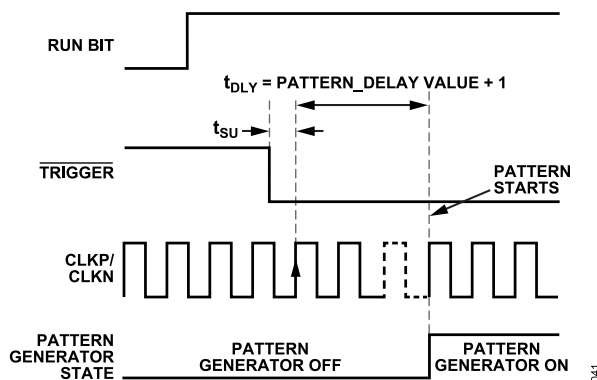 RUN BIT
tDLY = PATTERN_DELAY VALUE + 1
tSU
TRIGGER
PATTERN
STARTS
CLKP/
CLKN
PATTERN
GENERATOR
STATE
PATTERN
GENERATOR OFF
PATTERN
GENERATOR ON
041